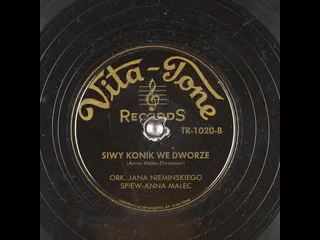 Vita-Tone
RECORDS
TR-1020-B
SIWY KONIK WE DWORZE
ORK. JANA NIEMINSKIEGO
SPIEW-ANNA MALEC